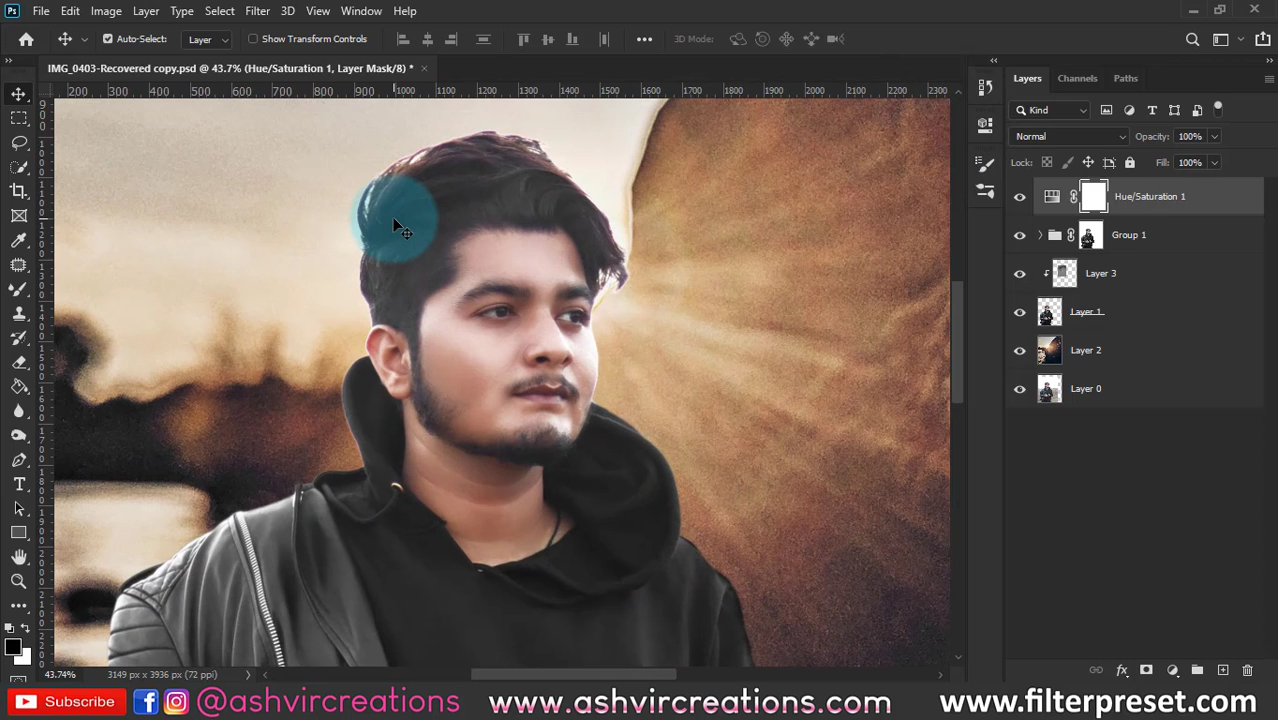 Ps File Edit Image Layer Type Select Filter 3D View Window Help
Auto-Select: Layer Show Transform Controls 3D Mode:
IMG_0403-Recovered copy.psd @ 43.7% (Hue/Saturation 1, Layer Mask/8) *
200 700 800 900 1000 1100 1200 1300 1400 1500 1600 1700 1800 1900 2000 2100 2200 2300
Layers Channels Paths
Kind
Normal Opacity: 100%
Lock: Fill: 100%
Hue/Saturation 1
Group 1
Layer 3
Layer 1
Layer 2
Layer 0
43.74% 3149 px x 3936 px (72 ppi)
Subscribe @ashvircreations www.ashvircreations.com www.filterpreset.com